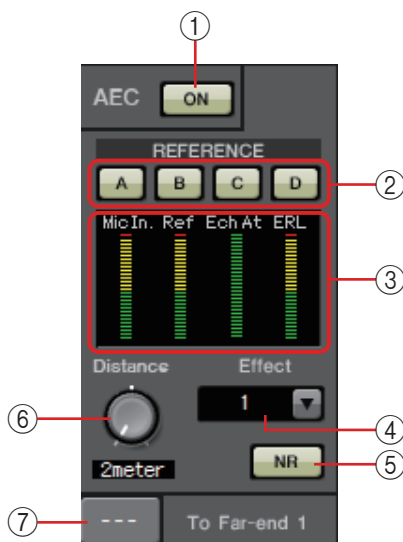 ①
AEC ON
REFERENCE
A B C D ②
Mic In. Ref Ech At ERL
③
Distance Effect
⑥ 1 ④
2meter NR ⑤
⑦ --- To Far-end 1